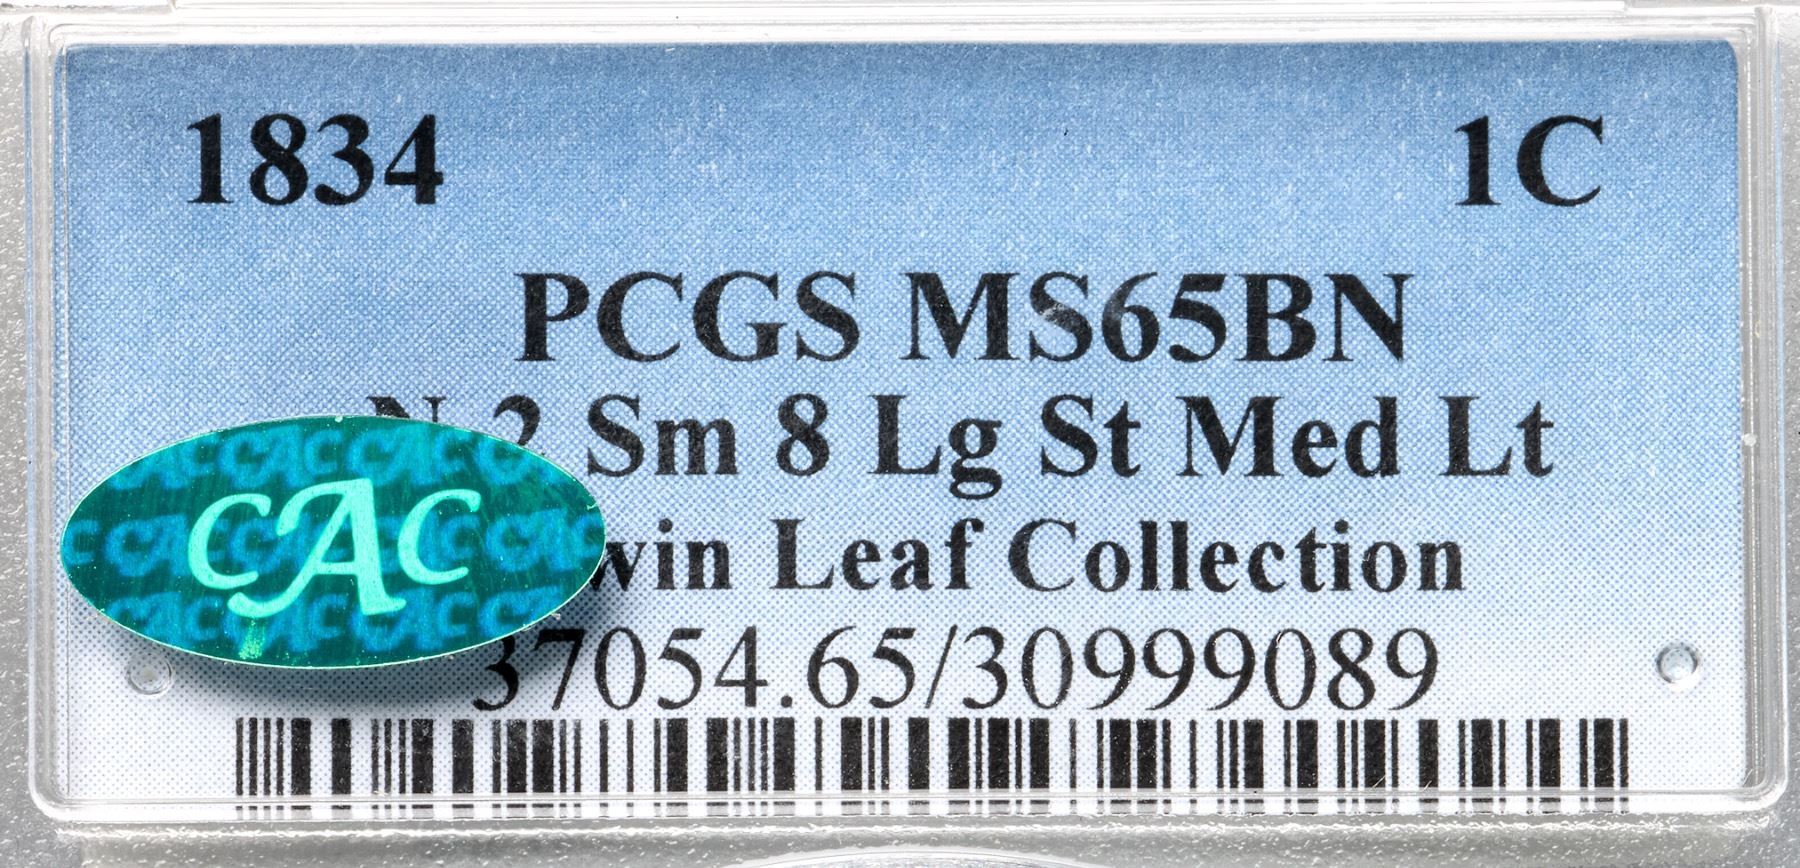 1834 1C
PCGS MS65BN
N-2 Sm 8 Lg St Med Lt
Leaf Collection
37054.65/30999089
CAC